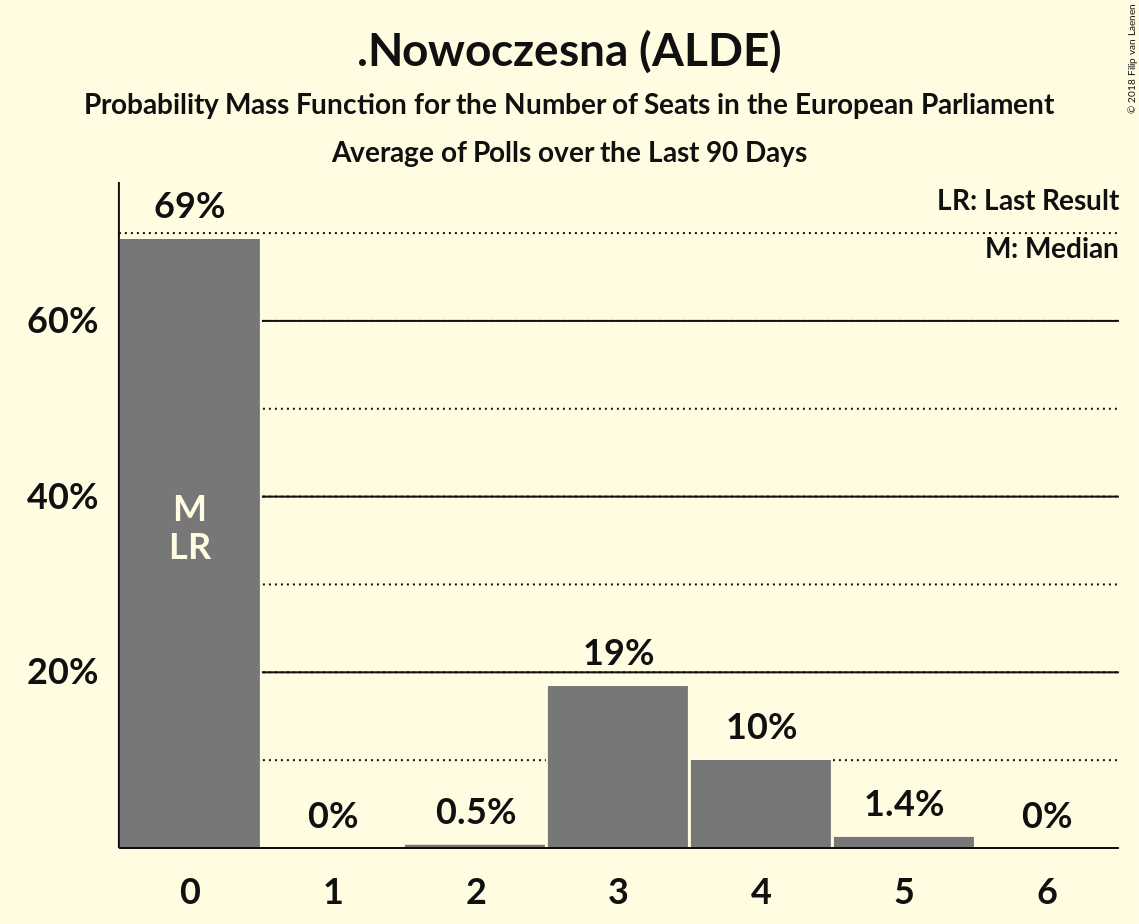 .Nowoczesna (ALDE)
Probability Mass Function for the Number of Seats in the European Parliament
Average of Polls over the Last 90 Days
© 2018 Filip van Laenen
LR: Last Result
M: Median
69%
60%
40%
20%
M
LR
0%
0.5%
19%
10%
1.4%
0%
0 1 2 3 4 5 6